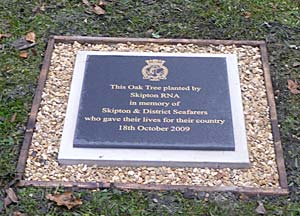 This Oak Tree planted by
Skipton RNA
in memory of
Skipton & District Seafarers
who gave their lives for their country
18th October 2009